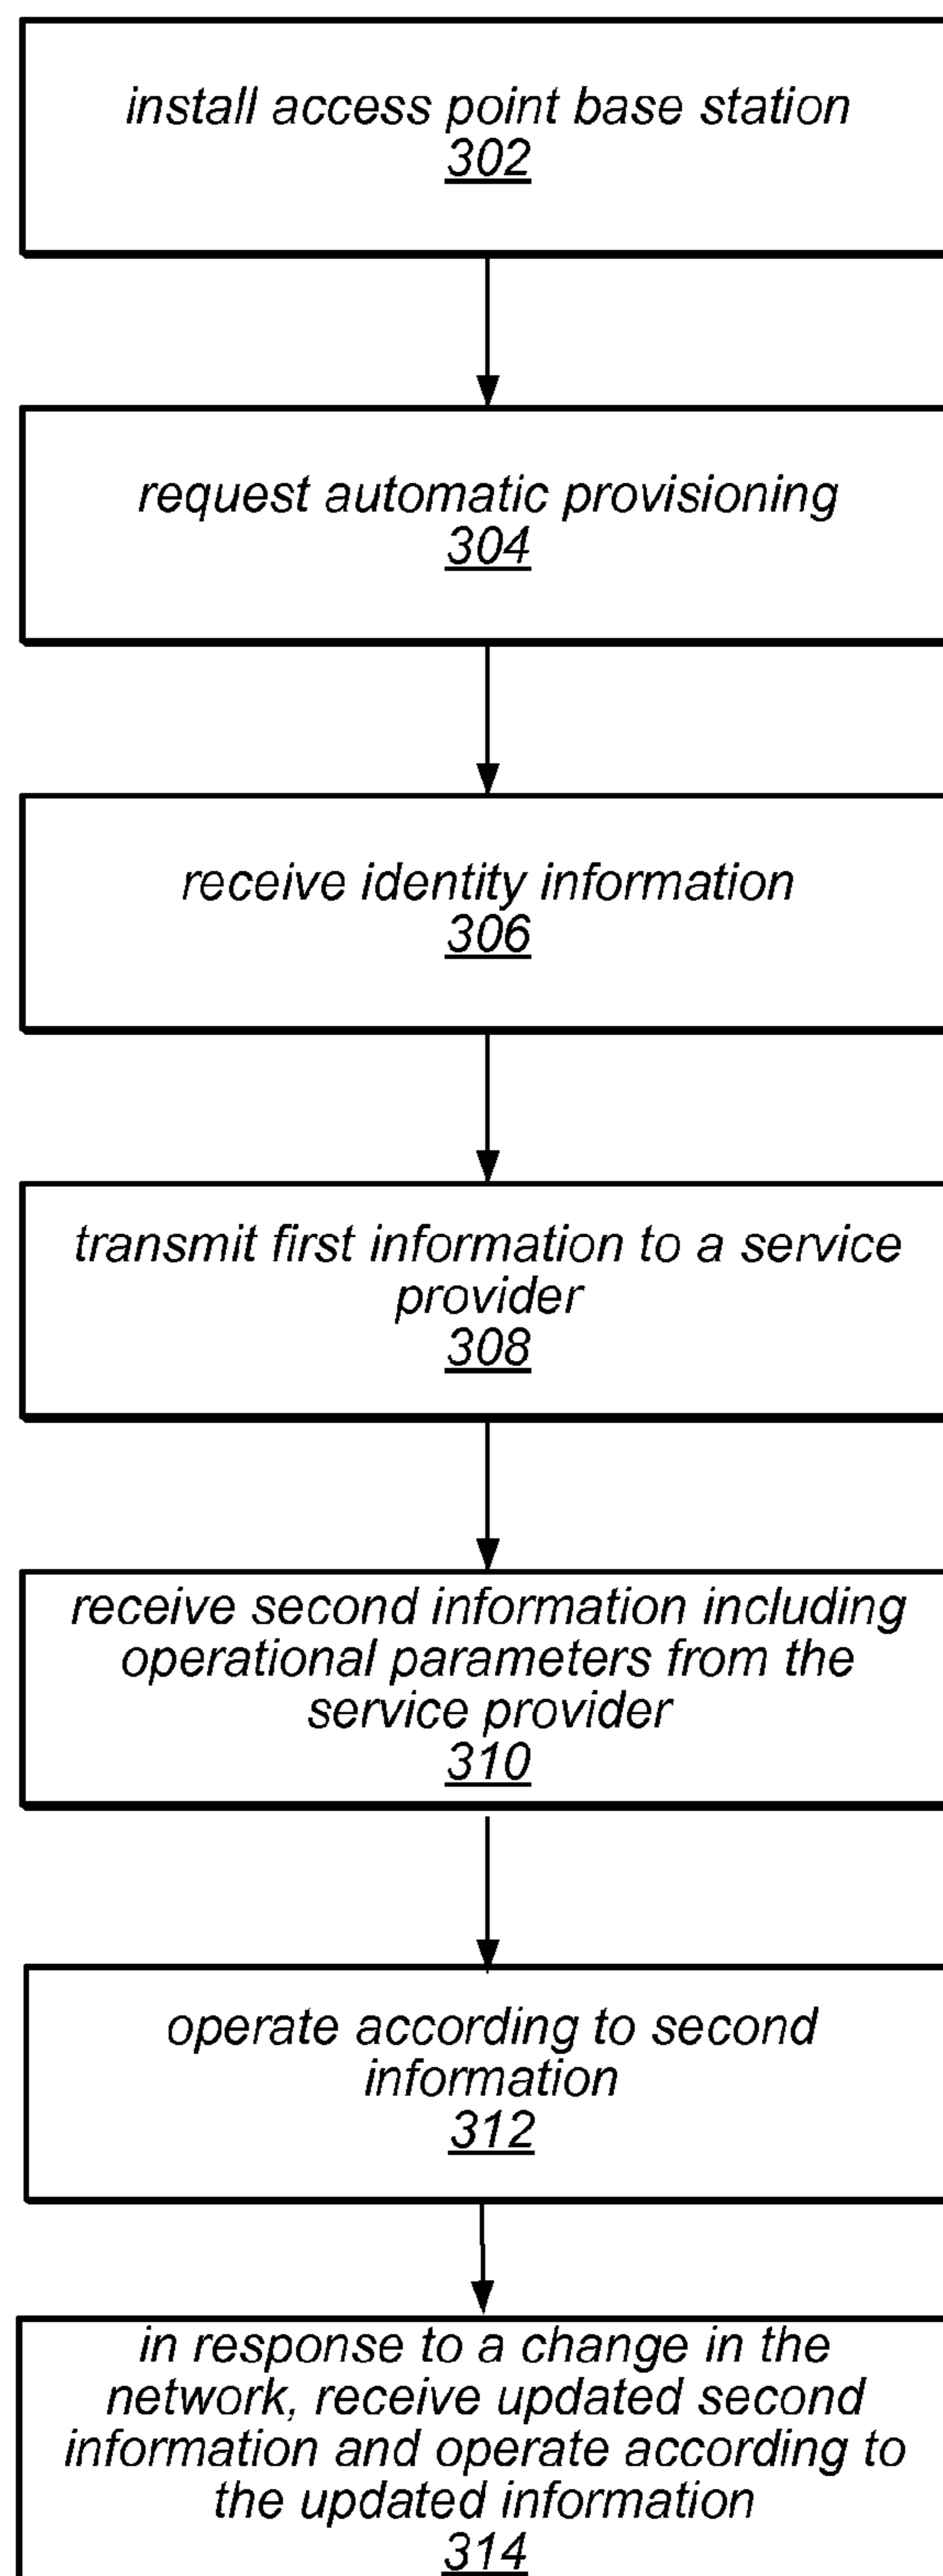 install access point base station
302
request automatic provisioning
304
receive identity information
306
transmit first information to a service
provider
308
receive second information including
operational parameters from the
service provider
310
operate according to second
information
312
in response to a change in the
network, receive updated second
information and operate according to
the updated information
314